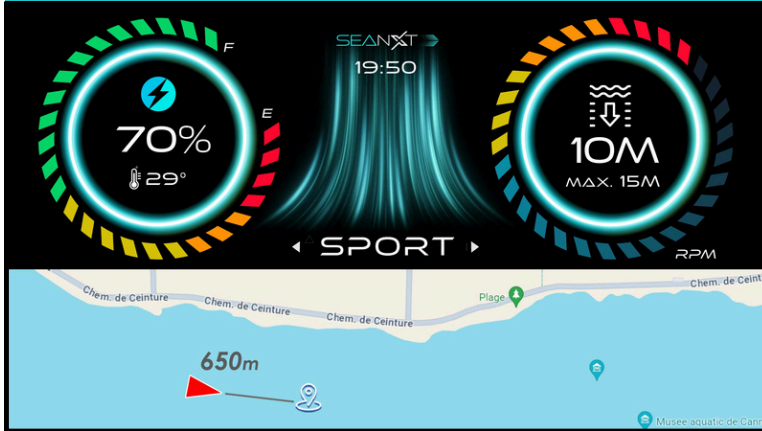 F
SEANXT
19:50
E
70%
29°
10M
MAX. 15M
SPORT
RPM
Chem. de Ceinture
Chem. de Ceinture
Chem. de Ceinture
Plage
Chem. de Ceint
650m
Musee aquatic de Cann